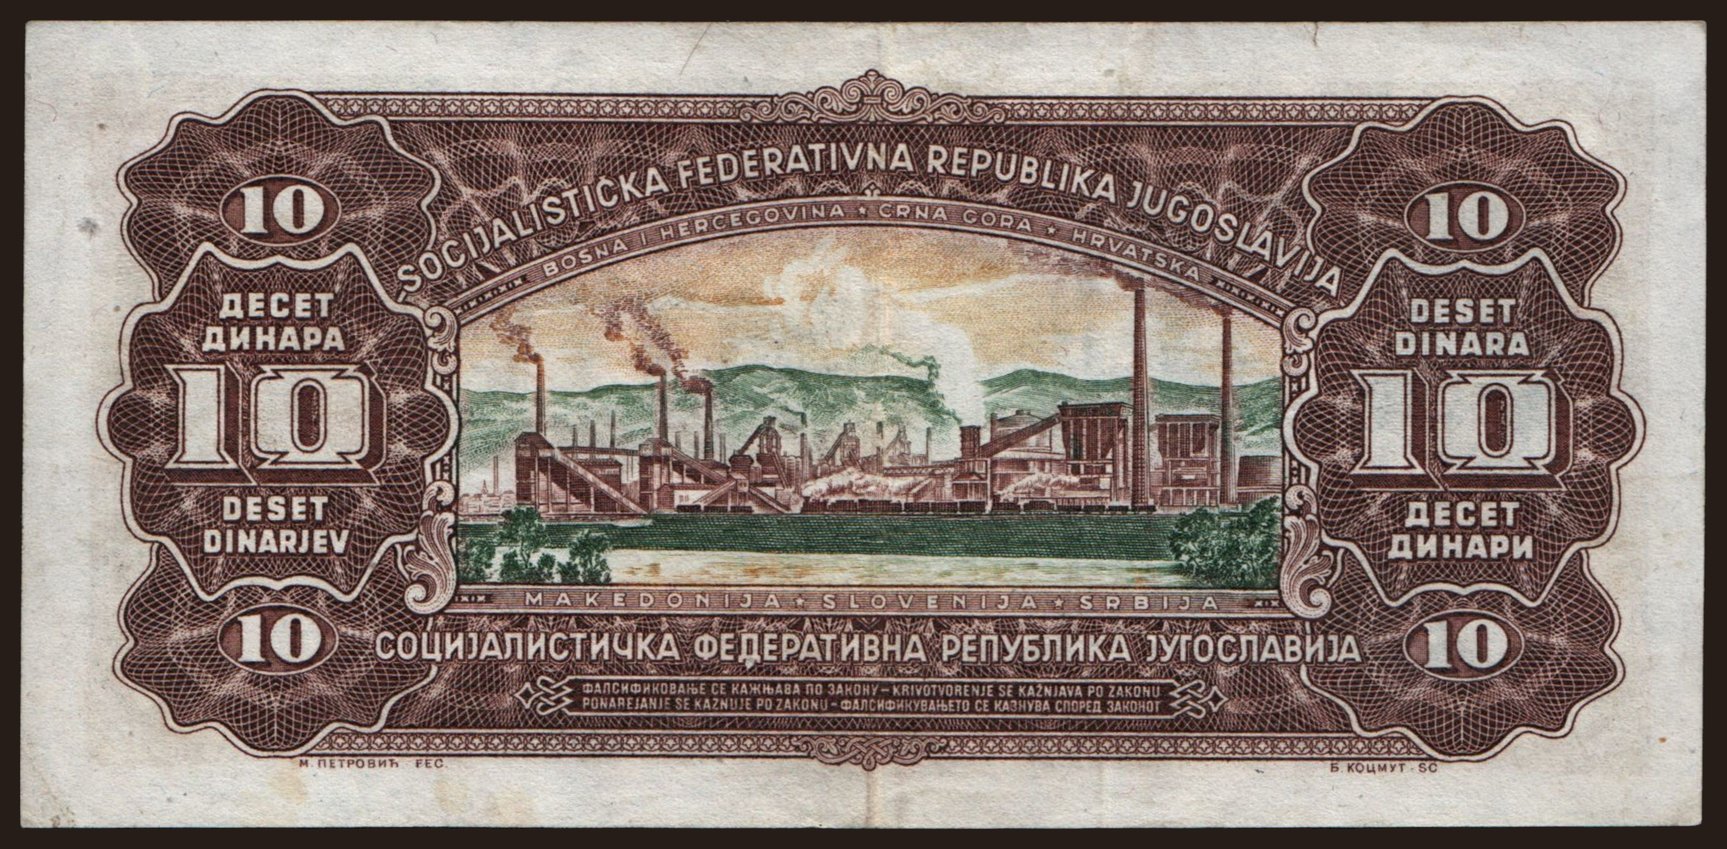 SOCIJALISTIČKA FEDERATIVNA REPUBLIKA JUGOSLAVIJA
BOSNA I HERCEGOVINA ★ CRNA GORA ★ HRVATSKA
10
ДЕСЕТ
ДИНАРА
10
DESET
DINARJEV
10
10
DESET
DINARA
10
ДЕСЕТ
ДИНАРИ
10
MAKEDONIJA ★ SLOVENIJA ★ SRBIJA
СОЦИЈАЛИСТИЧКА ФЕДЕРАТИВНА РЕПУБЛИКА ЈУГОСЛАВИЈА
ФАЛСИФИКОВАЊЕ СЕ КАЖЊАВА ПО ЗАКОНУ – KRIVOTVORENJE SE KAŽNJAVA PO ZAKONU
PONAREJANJE SE KAZNUJE PO ZAKONU – ФАЛСИФИКУВАЊЕТО СЕ КАЗНУВА СПОРЕД ЗАКОНОТ
М. ПЕТРОВИЋ FEC.
Б. КОЦМУТ - SC